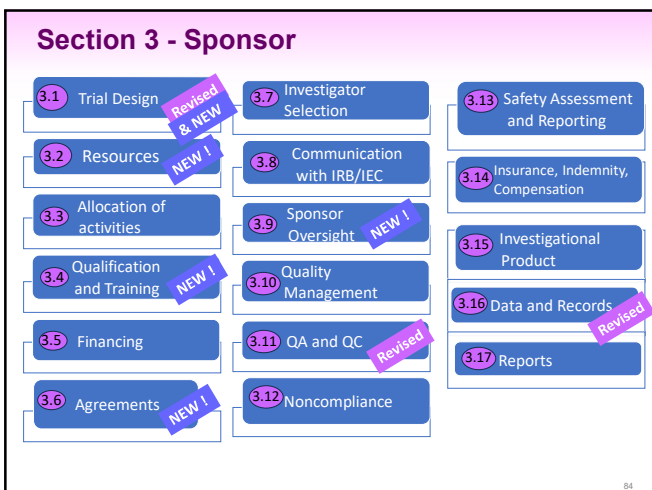 Section 3 - Sponsor
3.1 Trial Design
Revised
& NEW
3.2 Resources
NEW !
3.3 Allocation of
activities
3.4 Qualification
and Training
NEW !
3.5 Financing
3.6 Agreements
NEW !
3.7 Investigator
Selection
3.8 Communication
with IRB/IEC
3.9 Sponsor
Oversight
NEW !
3.10 Quality
Management
3.11 QA and QC
Revised
3.12 Noncompliance
3.13 Safety Assessment
and Reporting
3.14 Insurance, Indemnity,
Compensation
3.15 Investigational
Product
3.16 Data and Records
Revised
3.17 Reports
84